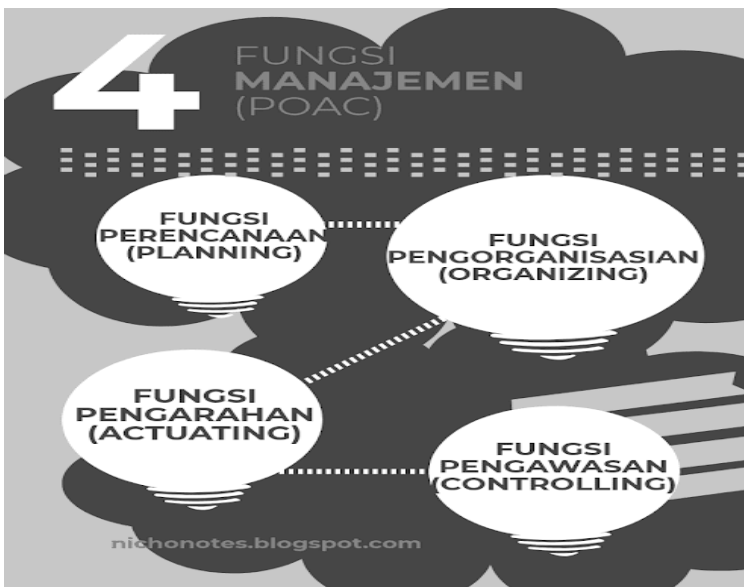 4
FUNGSI
MANAJEMEN
(POAC)
FUNGSI
PERENCANAAN
(PLANNING)
FUNGSI
PENGORGANISASIAN
(ORGANIZING)
FUNGSI
PENGARAHAN
(ACTUATING)
FUNGSI
PENGAWASAN
(CONTROLLING)
nichonotes.blogspot.com